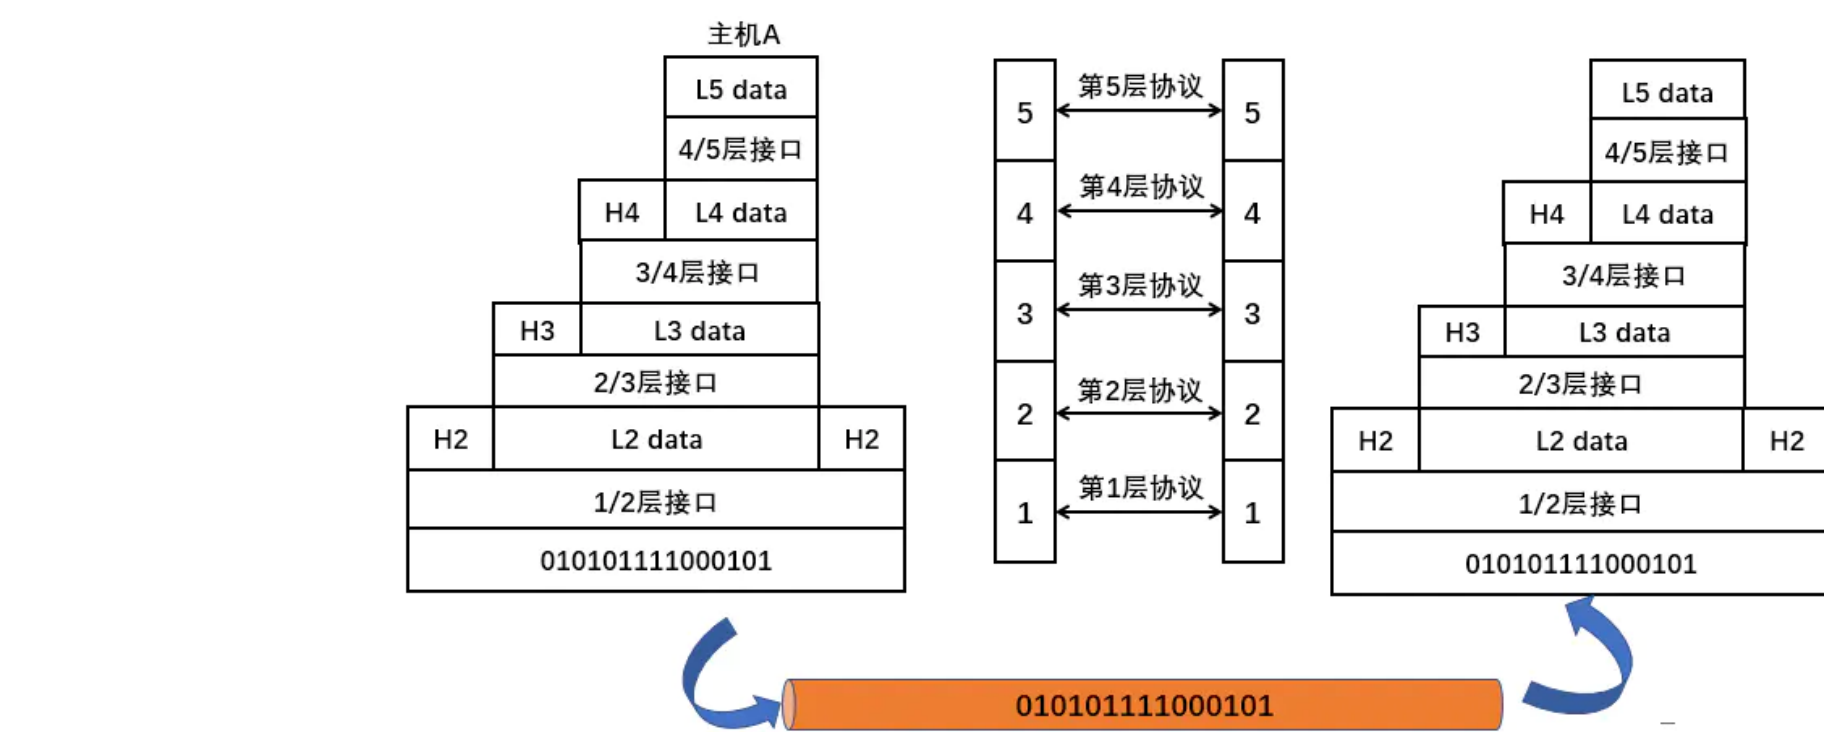 主机A
L5 data
4/5层接口
H4 L4 data
3/4层接口
H3 L3 data
2/3层接口
H2 L2 data H2
1/2层接口
010101111000101
5 第5层协议 5
4 第4层协议 4
3 第3层协议 3
2 第2层协议 2
1 第1层协议 1
L5 data
4/5层接口
H4 L4 data
3/4层接口
H3 L3 data
2/3层接口
H2 L2 data H2
1/2层接口
010101111000101
010101111000101